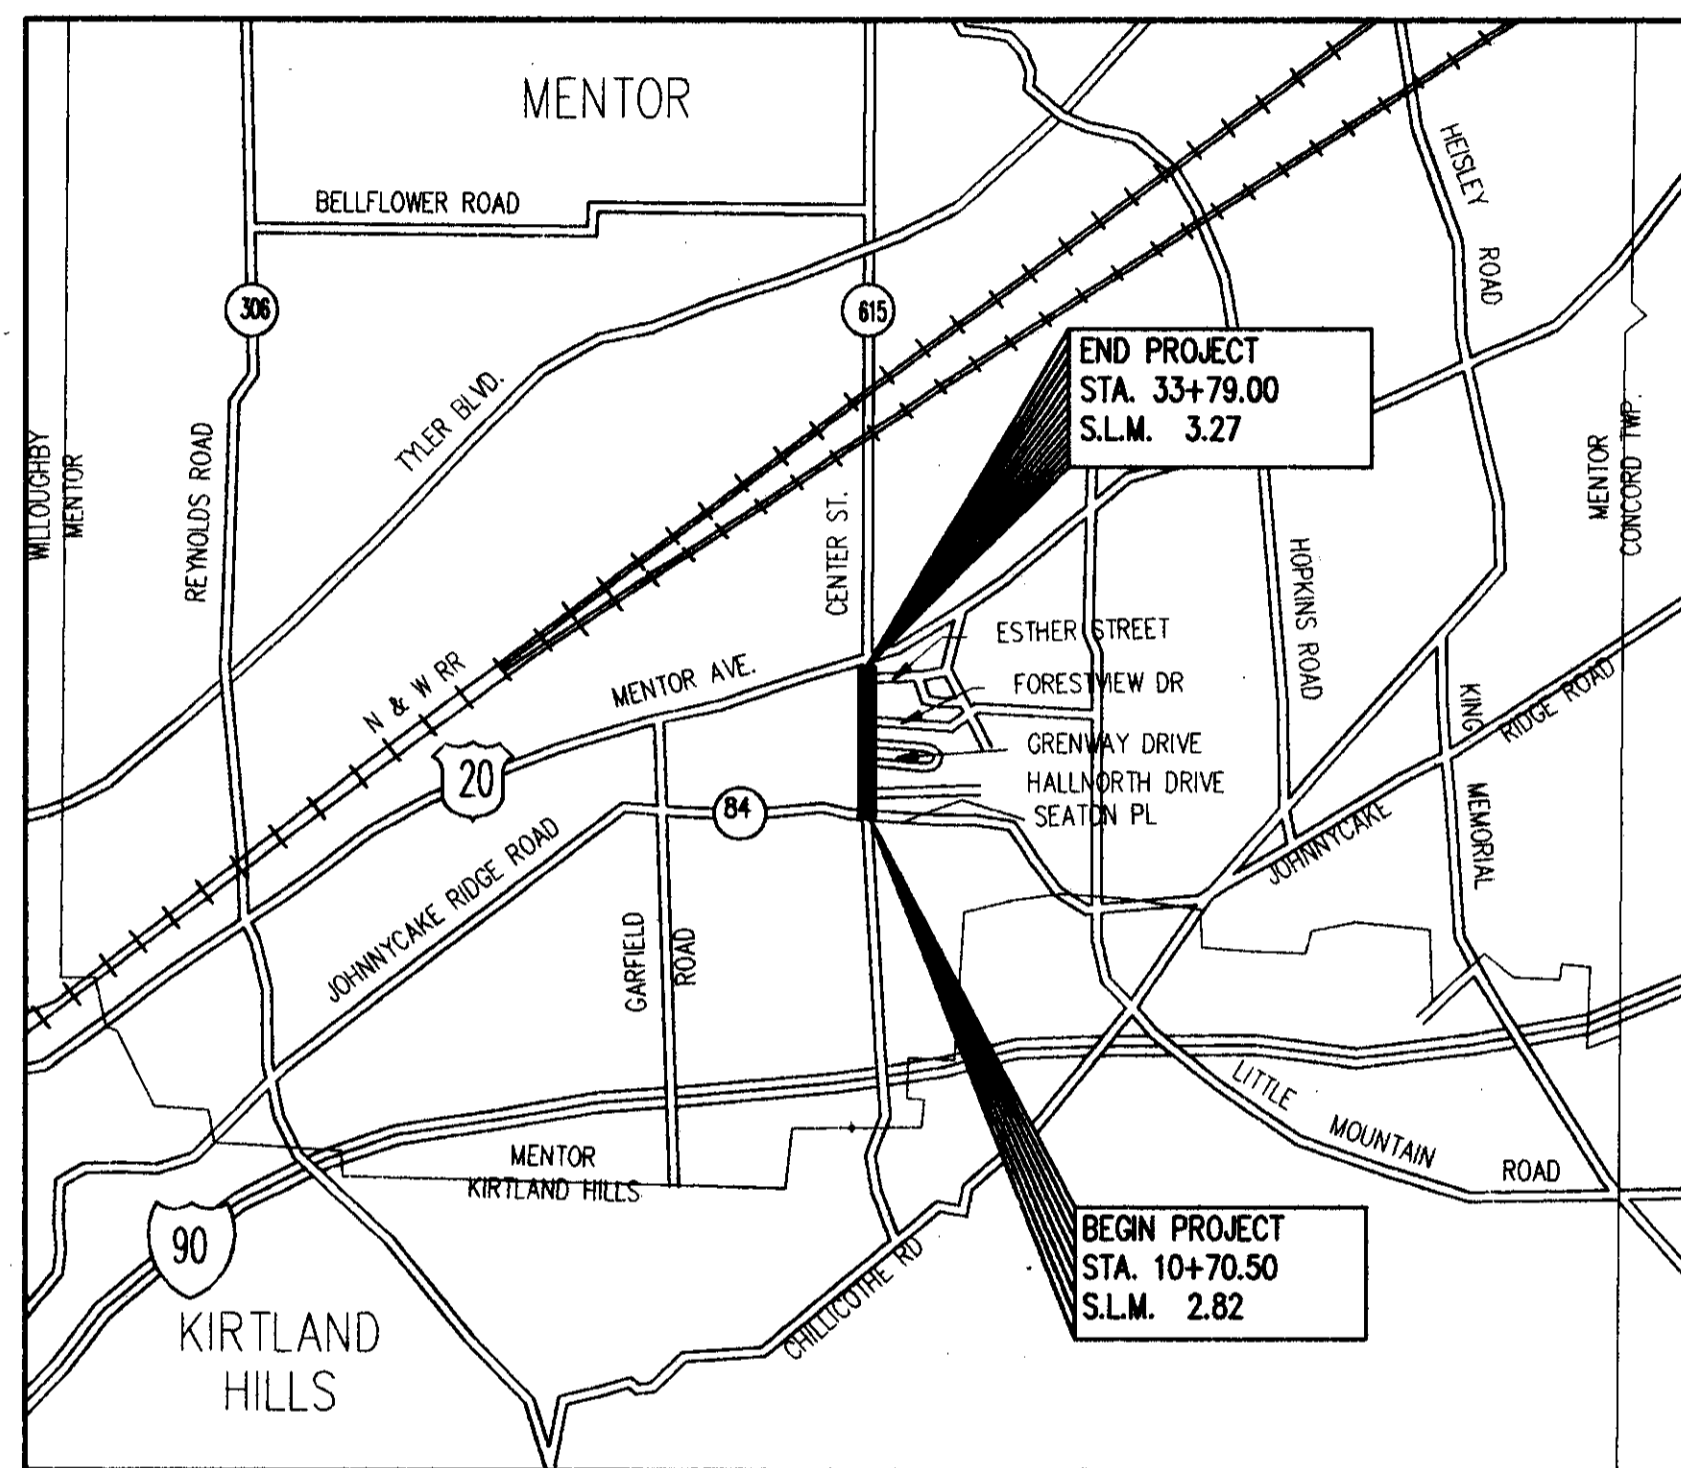 MENTOR
BELLFLOWER ROAD
HEISLEY
ROAD
306
615
END PROJECT
STA. 33+79.00
S.L.M. 3.27
TYLER BLVD.
REYNOLDS ROAD
WILLOUGHBY
MENTOR
CENTER ST.
MENTOR
CONCORD TWP.
HOPKINS ROAD
ESTHER STREET
FORESTVIEW DR
GRENWAY DRIVE
HALLNORTH DRIVE
SEATON PL
N & W RR
MENTOR AVE.
20
84
KING
MEMORIAL
RIDGE ROAD
JOHNNYCAKE
JOHNNYCAKE RIDGE ROAD
GARFIELD
ROAD
LITTLE
MOUNTAIN
ROAD
MENTOR
KIRTLAND HILLS
90
BEGIN PROJECT
STA. 10+70.50
S.L.M. 2.82
CHILLICOTHE RD
KIRTLAND
HILLS